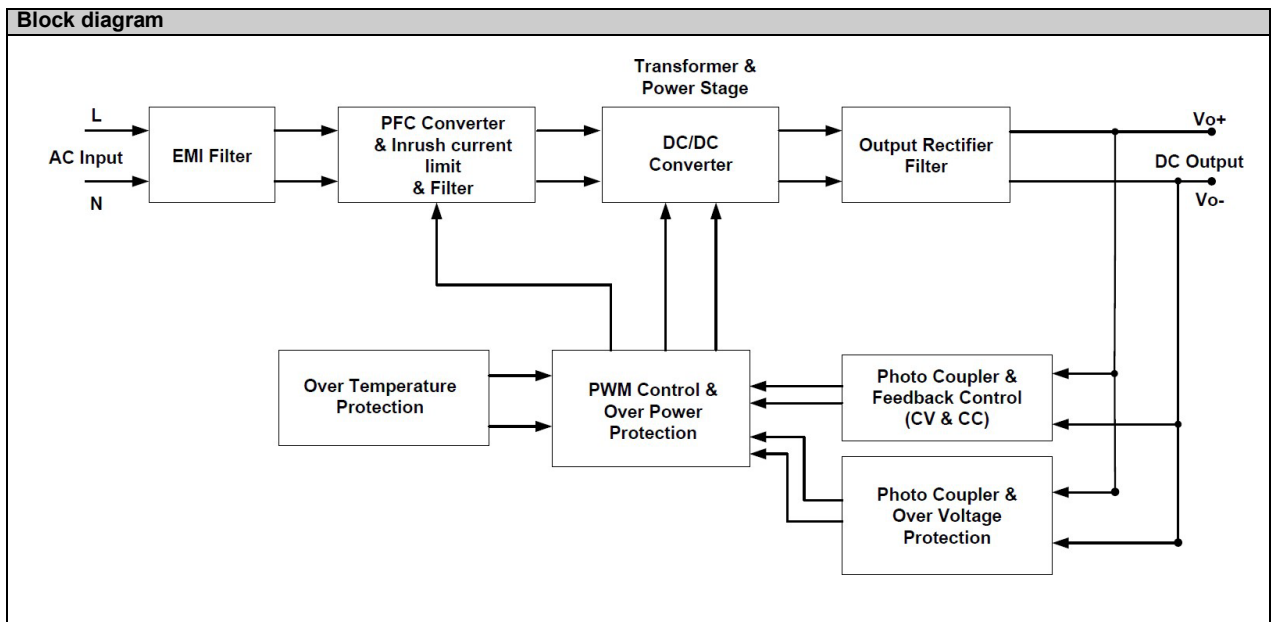 Block diagram
Transformer &
Power Stage
L
AC Input
N
EMI Filter
PFC Converter
& Inrush current
limit
& Filter
DC/DC
Converter
Output Rectifier
Filter
Vo+
DC Output
Vo-
Over Temperature
Protection
PWM Control &
Over Power
Protection
Photo Coupler &
Feedback Control
(CV & CC)
Photo Coupler &
Over Voltage
Protection